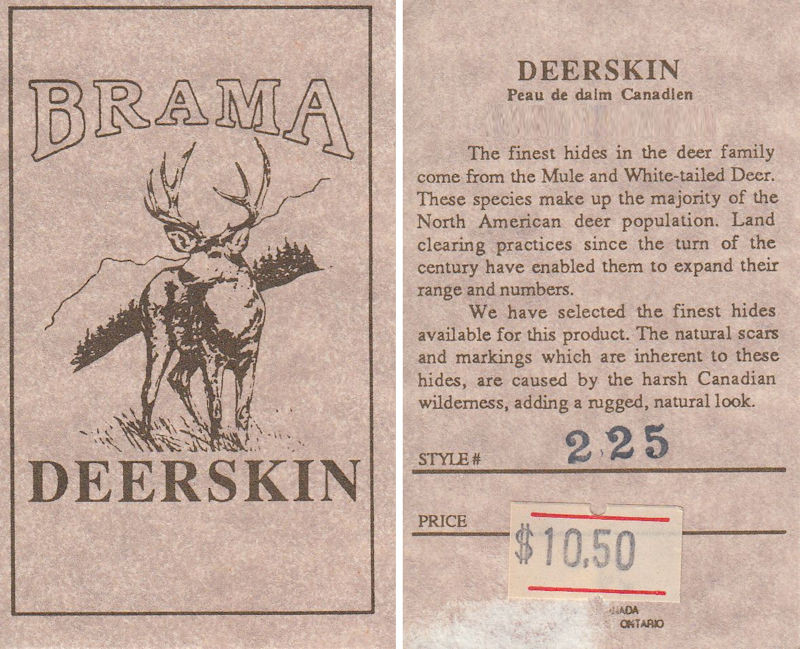 BRAMA
DEERSKIN
DEERSKIN
Peau de daim Canadien
The finest hides in the deer family
come from the Mule and White-tailed Deer.
These species make up the majority of the
North American deer population. Land
clearing practices since the turn of the
century have enabled them to expand their
range and numbers.
We have selected the finest hides
available for this product. The natural scars
and markings which are inherent to these
hides, are caused by the harsh Canadian
wilderness, adding a rugged, natural look.
STYLE # 225
PRICE $10.50
ONTARIO